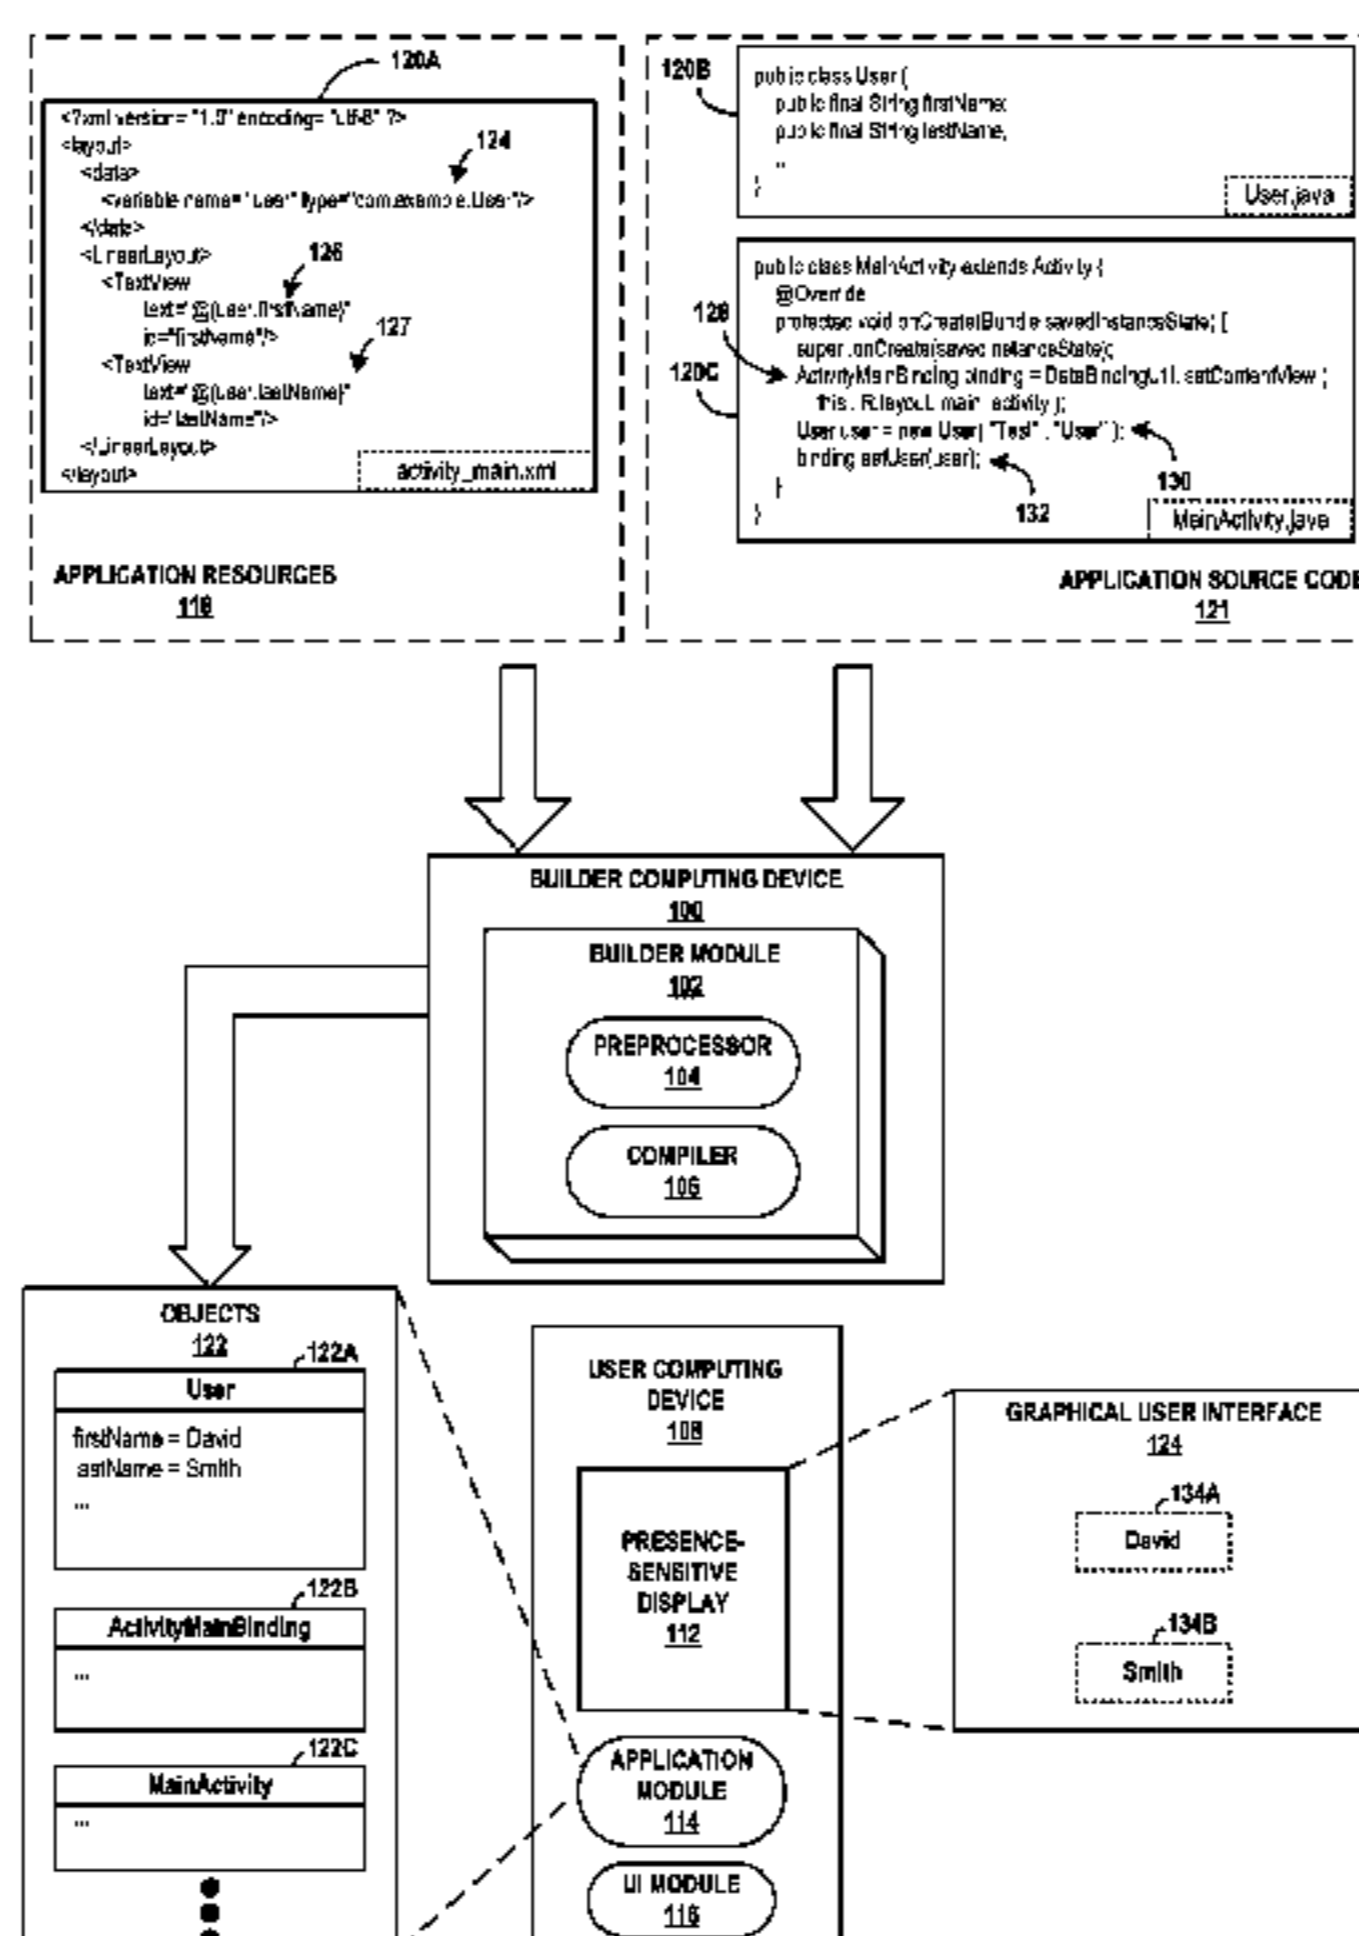 120A
<?xml version= "1.0" encoding= "utf-8" ?>
<layout>
124
<data>
<variable name= "user" type="com.example.User"/>
</data>
<LinearLayout>
126
<TextView
text="@{user.firstName}"
127
id="firstName"/>
<TextView
text="@{user.lastName}"
id="lastName"/>
</LinearLayout>
</layout>
activity_main.xml
APPLICATION RESOURCES
118
120B
public class User {
public final String firstName;
public final String lastName;
..
}
User.java
public class MainActivity extends Activity {
@Override
128
protected void onCreate(Bundle savedInstanceState) {
super .onCreate(savedInstanceState);
120C
ActivityMainBinding binding = DataBindingUtil. setContentView (
this , R.layout. main_activity );
User user = new User( "Test" , "User" );
binding.setUser(user);
130
}
132
}
MainActivity.java
APPLICATION SOURCE CODE
121
BUILDER COMPUTING DEVICE
100
BUILDER MODULE
102
PREPROCESSOR
104
COMPILER
106
OBJECTS
122
122A
User
firstName = David
lastName = Smith
...
122B
ActivityMainBinding
...
122C
MainActivity
...
USER COMPUTING
DEVICE
108
PRESENCE-
SENSITIVE
DISPLAY
112
APPLICATION
MODULE
114
UI MODULE
116
GRAPHICAL USER INTERFACE
124
134A
David
134B
Smith